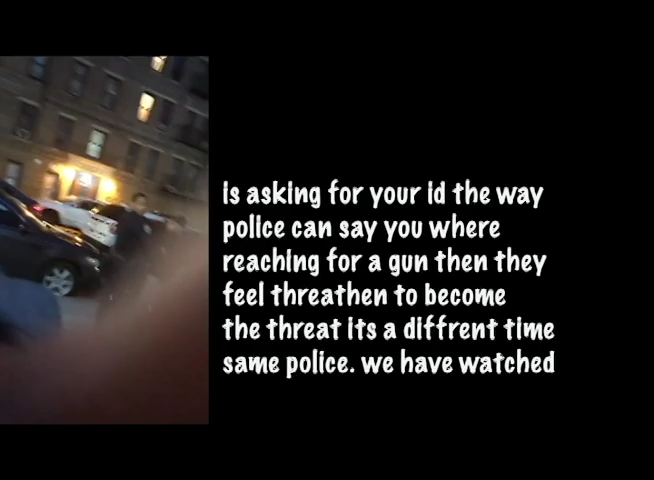 is asking for your id the way
police can say you where
reaching for a gun then they
feel threathen to become
the threat its a diffrent time
same police. we have watched